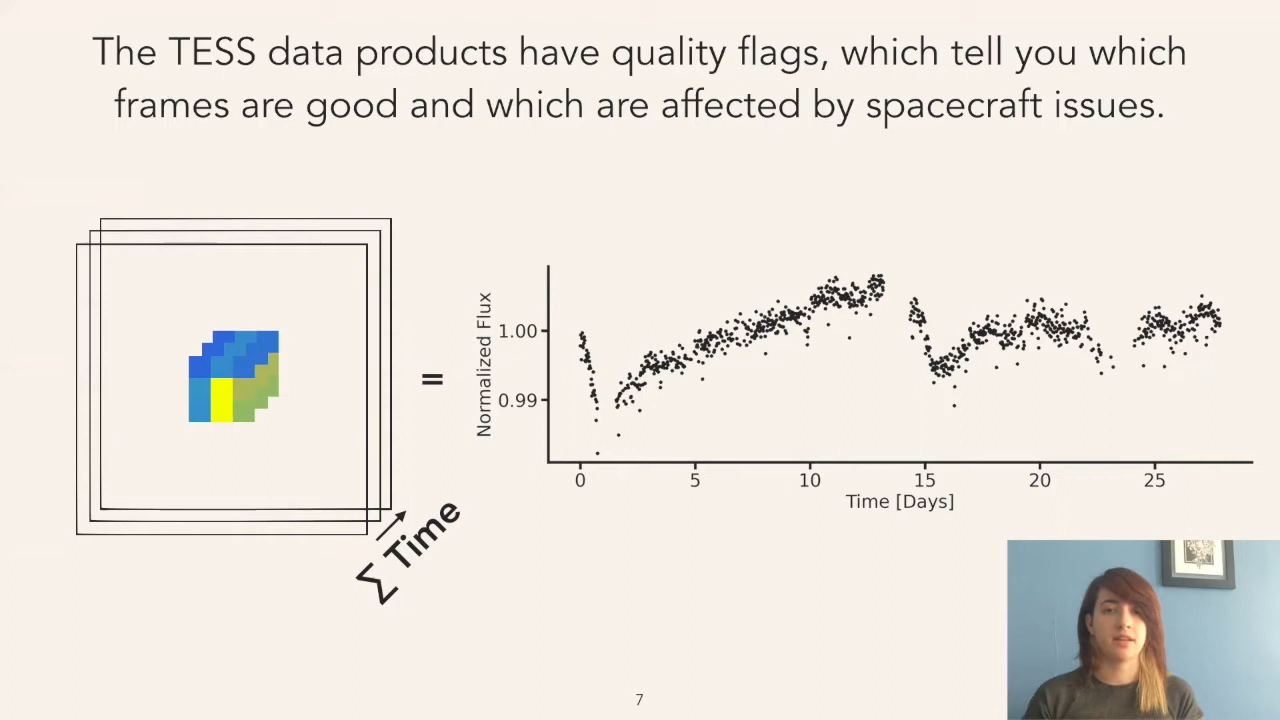 The TESS data products have quality flags, which tell you which
frames are good and which are affected by spacecraft issues.
=
∑ Time
Normalized Flux
1.00
0.99
0 5 10 15 20 25
Time [Days]
7